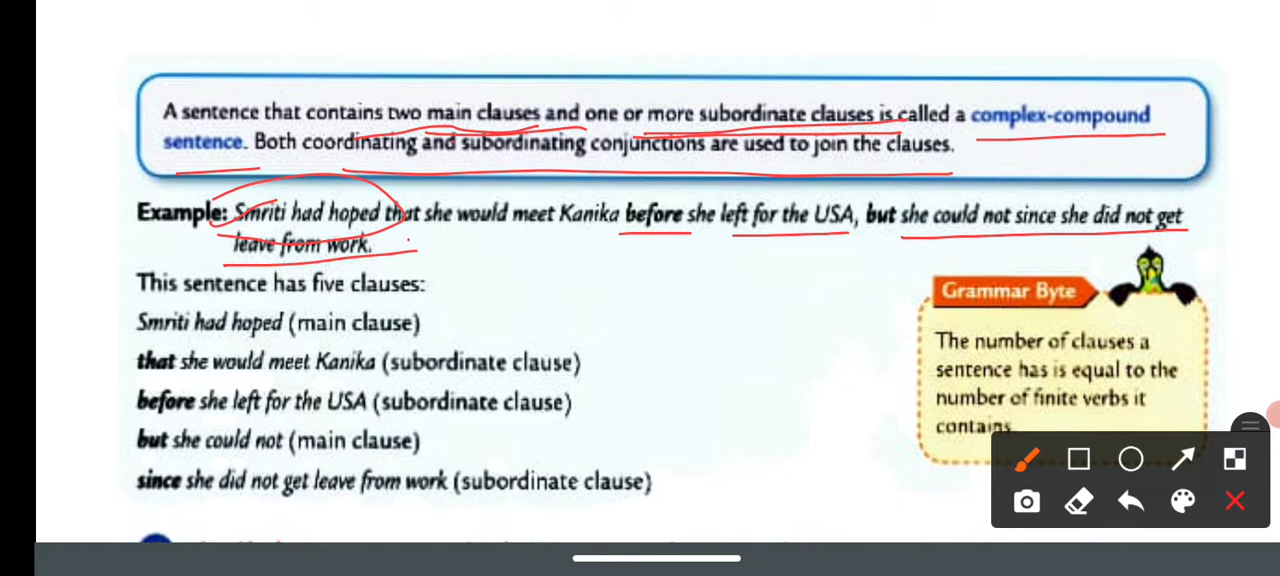 A sentence that contains two main clauses and one or more subordinate clauses is called a complex-compound
sentence. Both coordinating and subordinating conjunctions are used to join the clauses.
Example: Smriti had hoped that she would meet Kanika before she left for the USA, but she could not since she did not get
leave from work.
This sentence has five clauses:
Smriti had hoped (main clause)
that she would meet Kanika (subordinate clause)
before she left for the USA (subordinate clause)
but she could not (main clause)
since she did not get leave from work (subordinate clause)
Grammar Byte
The number of clauses a
sentence has is equal to the
number of finite verbs it
contains.